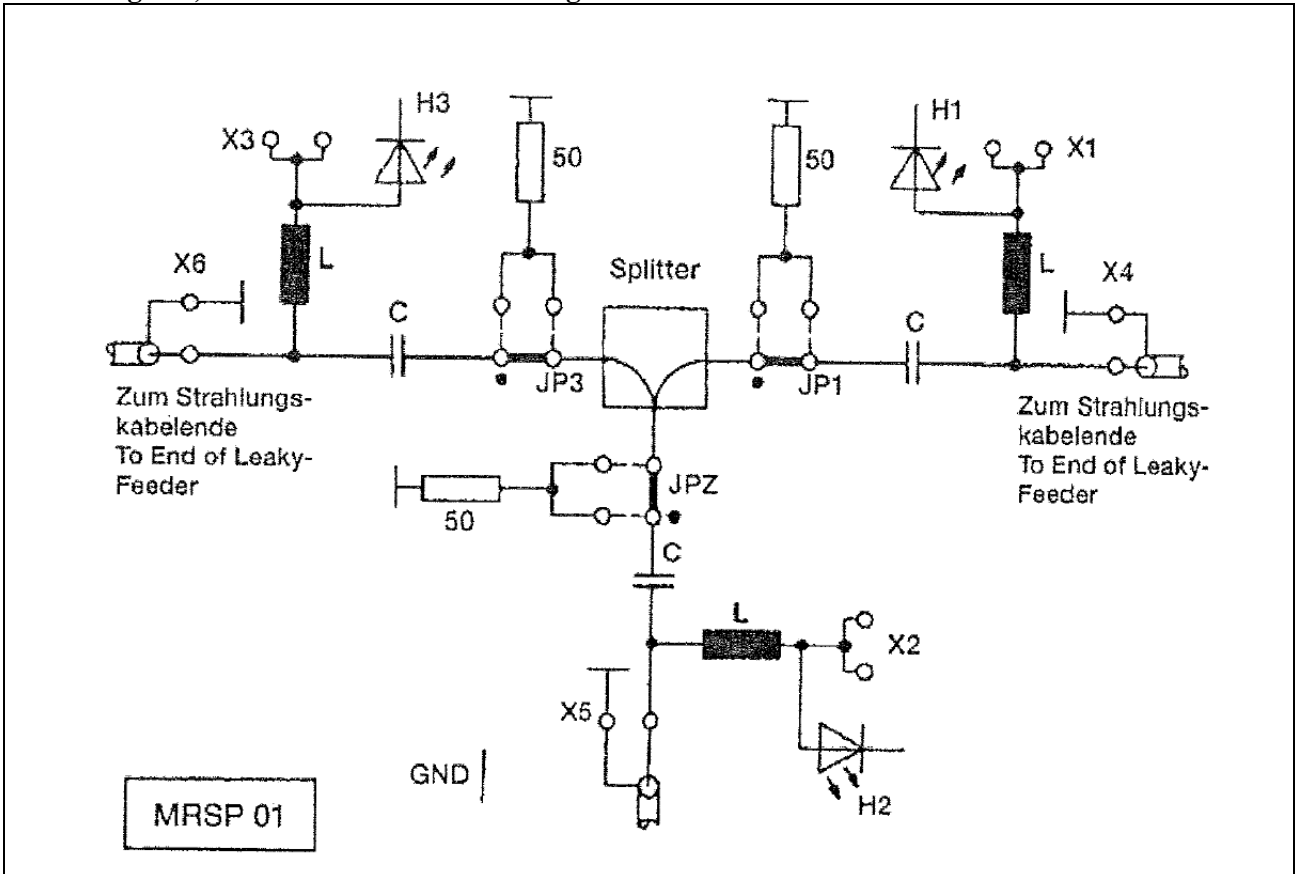 H3
X3
50
50
H1
X1
X6
L
C
Splitter
C
L
X4
JP3
JP1
Zum Strahlungs-
kabelende
To End of Leaky-
Feeder
Zum Strahlungs-
kabelende
To End of Leaky-
Feeder
JPZ
50
C
L
X2
X5
GND
H2
MRSP 01